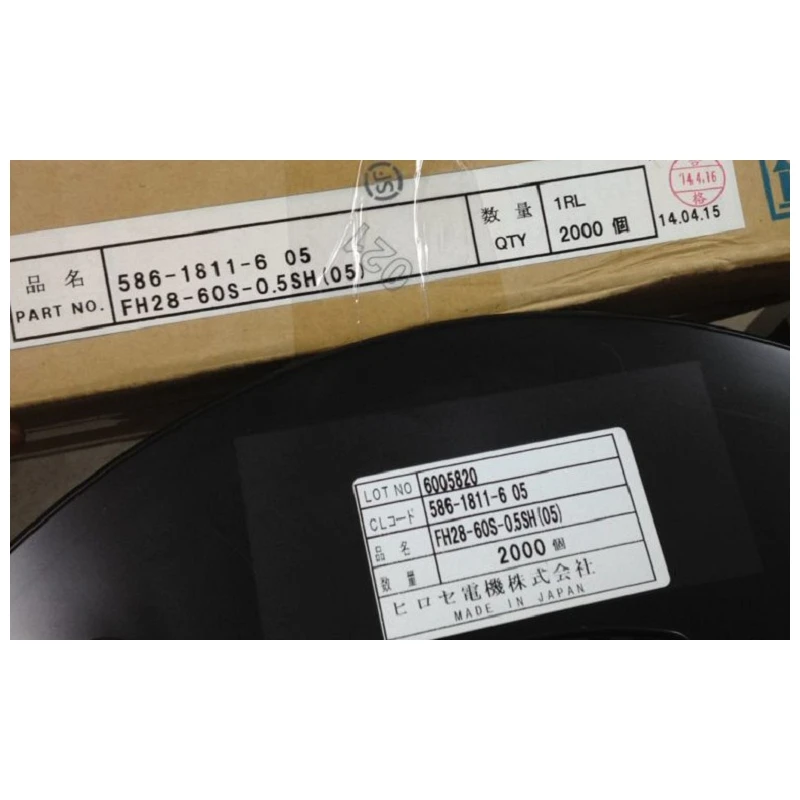 SF
合
'14.4.16
格
14.04.15
品 名
PART NO.
586-1811-6 05
FH28-60S-0.5SH(05)
数 量
QTY
1RL
2000 個
LOT NO 6005820
CLコード 586-1811-6 05
品 名 FH28-60S-0.5SH(05)
数 量 2000 個
ヒロセ電機株式会社
MADE IN JAPAN